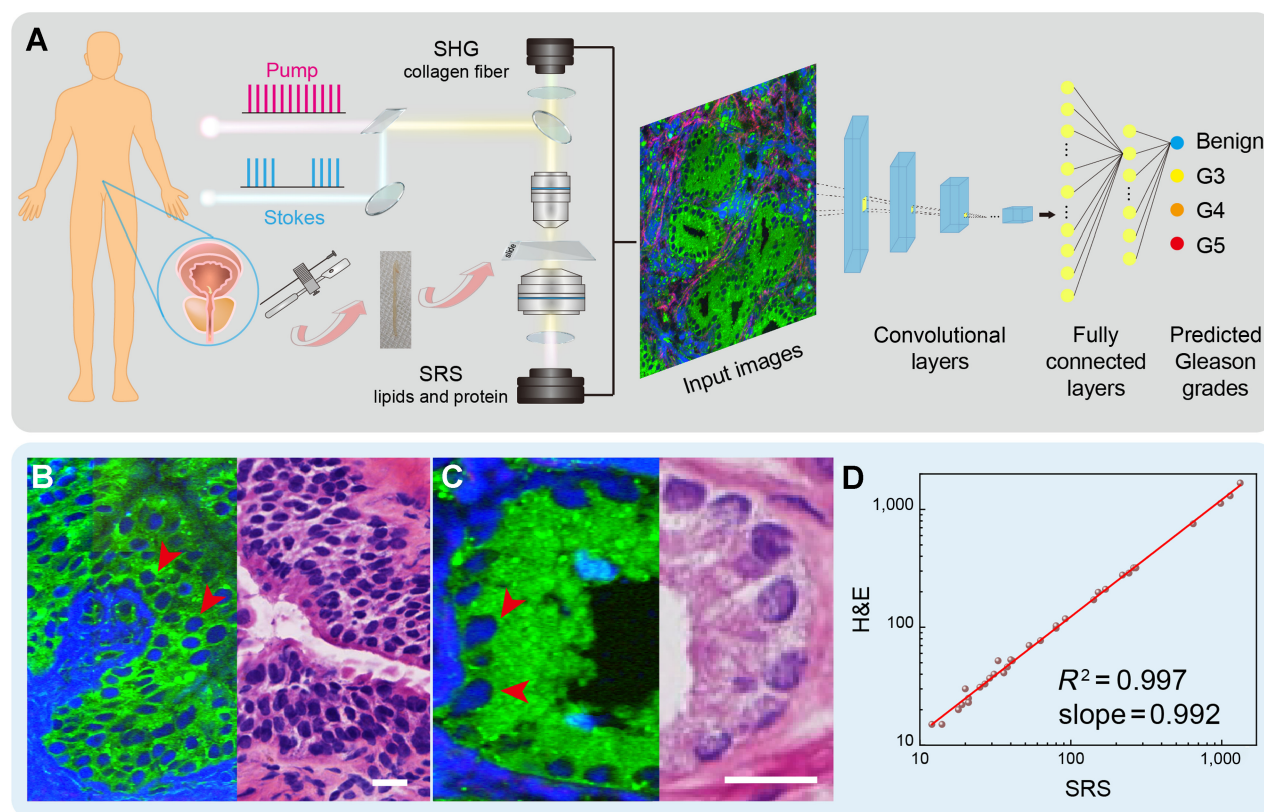 A
SHG
collagen fiber
Pump
Stokes
slide
SRS
lipids and protein
Input images
Convolutional
layers
Fully
connected
layers
Benign
G3
G4
G5
Predicted
Gleason
grades
B
C
D
1,000
100
10
H&E
R² = 0.997
slope = 0.992
10
100
1,000
SRS